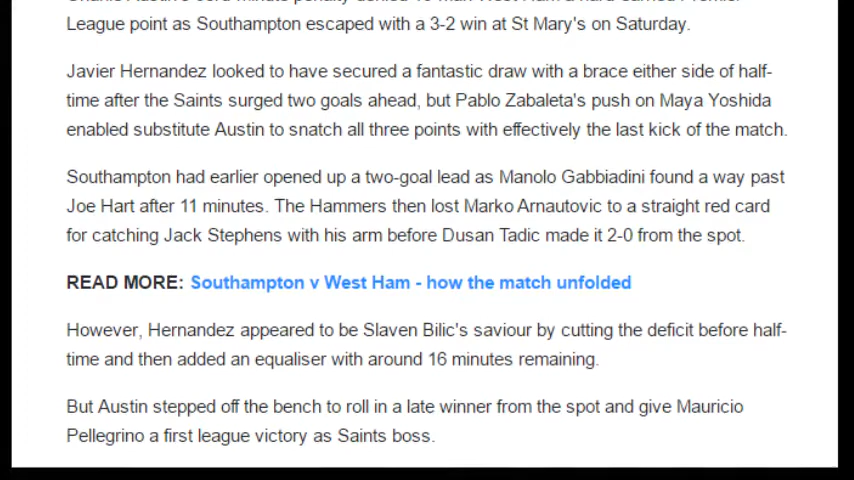 League point as Southampton escaped with a 3-2 win at St Mary's on Saturday.
Javier Hernandez looked to have secured a fantastic draw with a brace either side of half-
time after the Saints surged two goals ahead, but Pablo Zabaleta's push on Maya Yoshida
enabled substitute Austin to snatch all three points with effectively the last kick of the match.
Southampton had earlier opened up a two-goal lead as Manolo Gabbiadini found a way past
Joe Hart after 11 minutes. The Hammers then lost Marko Arnautovic to a straight red card
for catching Jack Stephens with his arm before Dusan Tadic made it 2-0 from the spot.
READ MORE: Southampton v West Ham - how the match unfolded
However, Hernandez appeared to be Slaven Bilic's saviour by cutting the deficit before half-
time and then added an equaliser with around 16 minutes remaining.
But Austin stepped off the bench to roll in a late winner from the spot and give Mauricio
Pellegrino a first league victory as Saints boss.